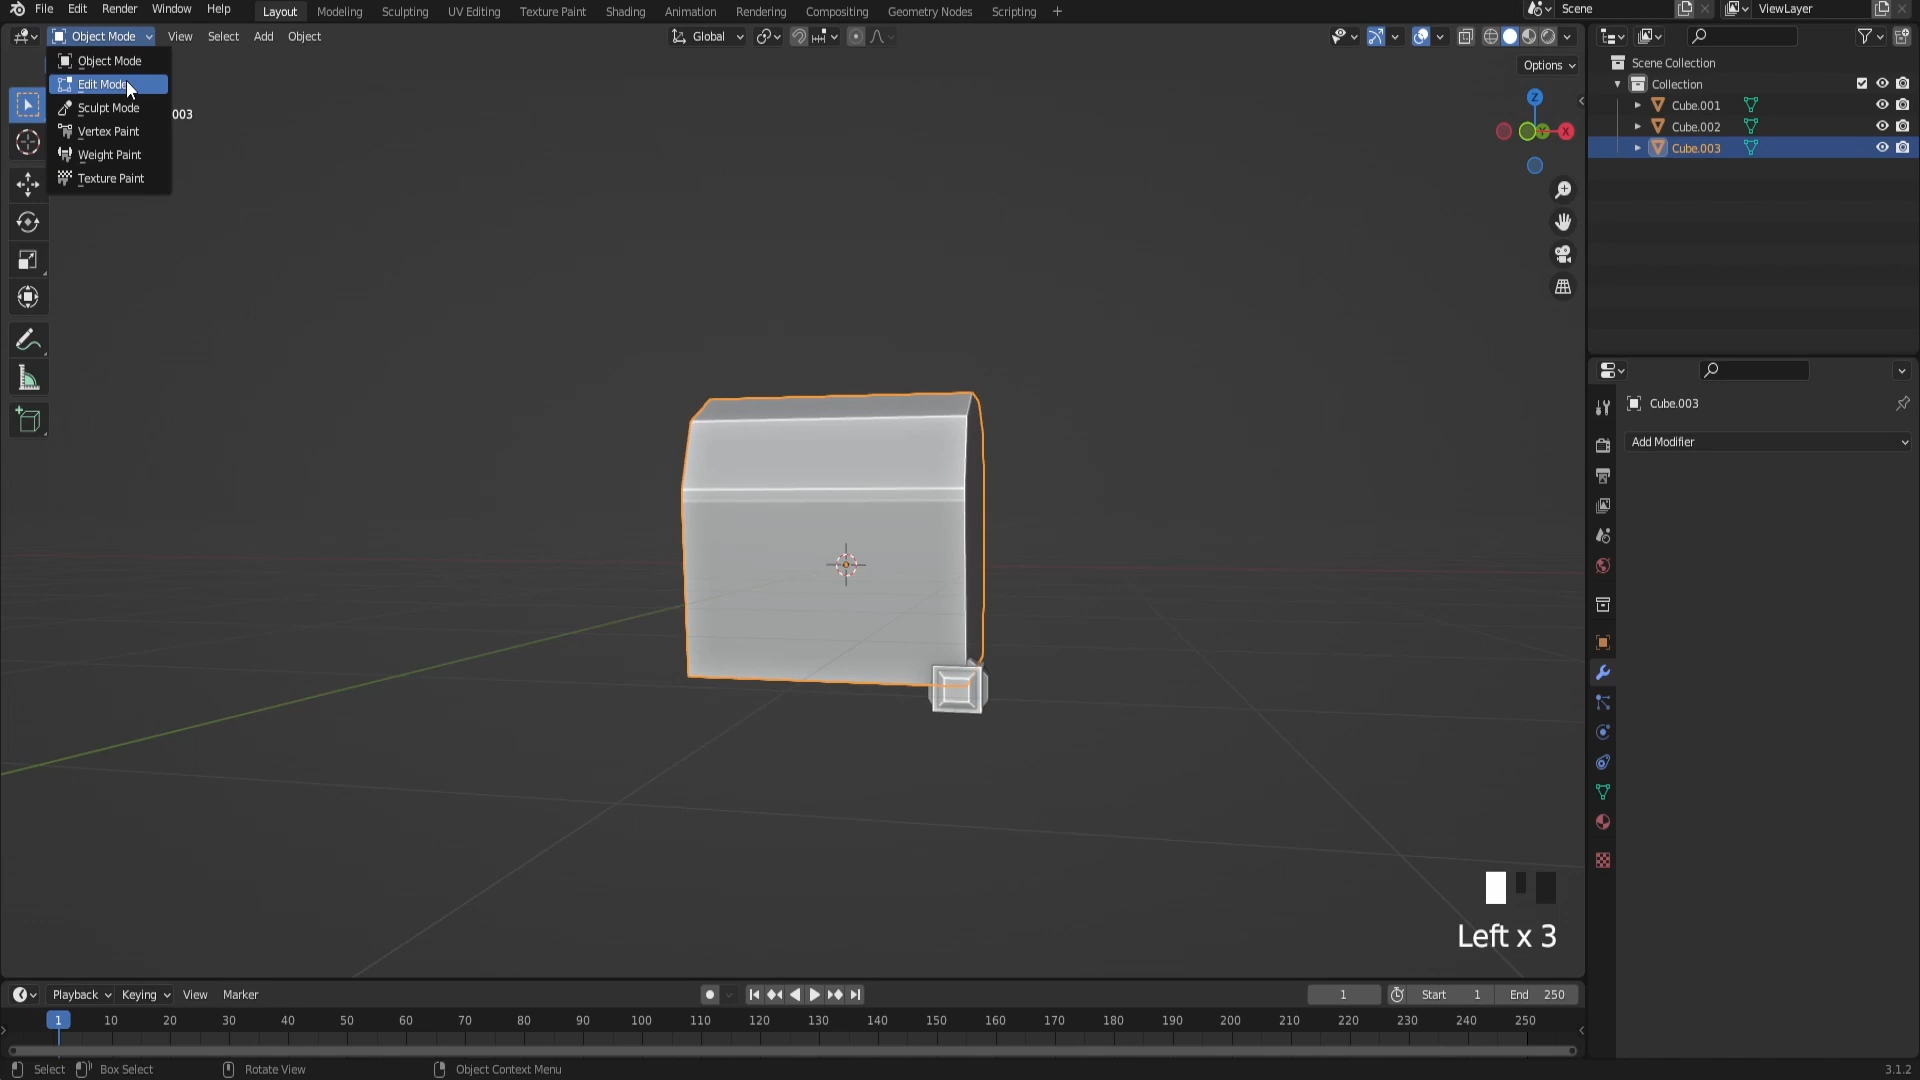 File Edit Render Window Help Layout Modeling Sculpting UV Editing Texture Paint Shading Animation Rendering Compositing Geometry Nodes Scripting + Scene ViewLayer
Object Mode View Select Add Object Global
Options
Object Mode
Edit Mode
Sculpt Mode
Vertex Paint
Weight Paint
Texture Paint
003
Z
Y
X
Scene Collection
Collection
Cube.001
Cube.002
Cube.003
Cube.003
Add Modifier
Left x 3
Playback Keying View Marker 1 Start 1 End 250
1 10 20 30 40 50 60 70 80 90 100 110 120 130 140 150 160 170 180 190 200 210 220 230 240 250
Select Box Select Rotate View Object Context Menu 3.1.2